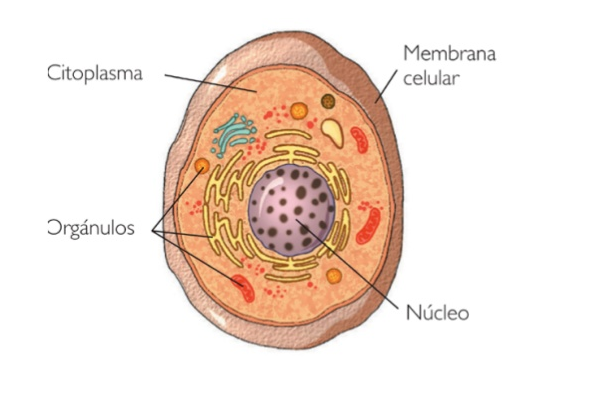 Citoplasma
Membrana
celular
Orgánulos
Núcleo